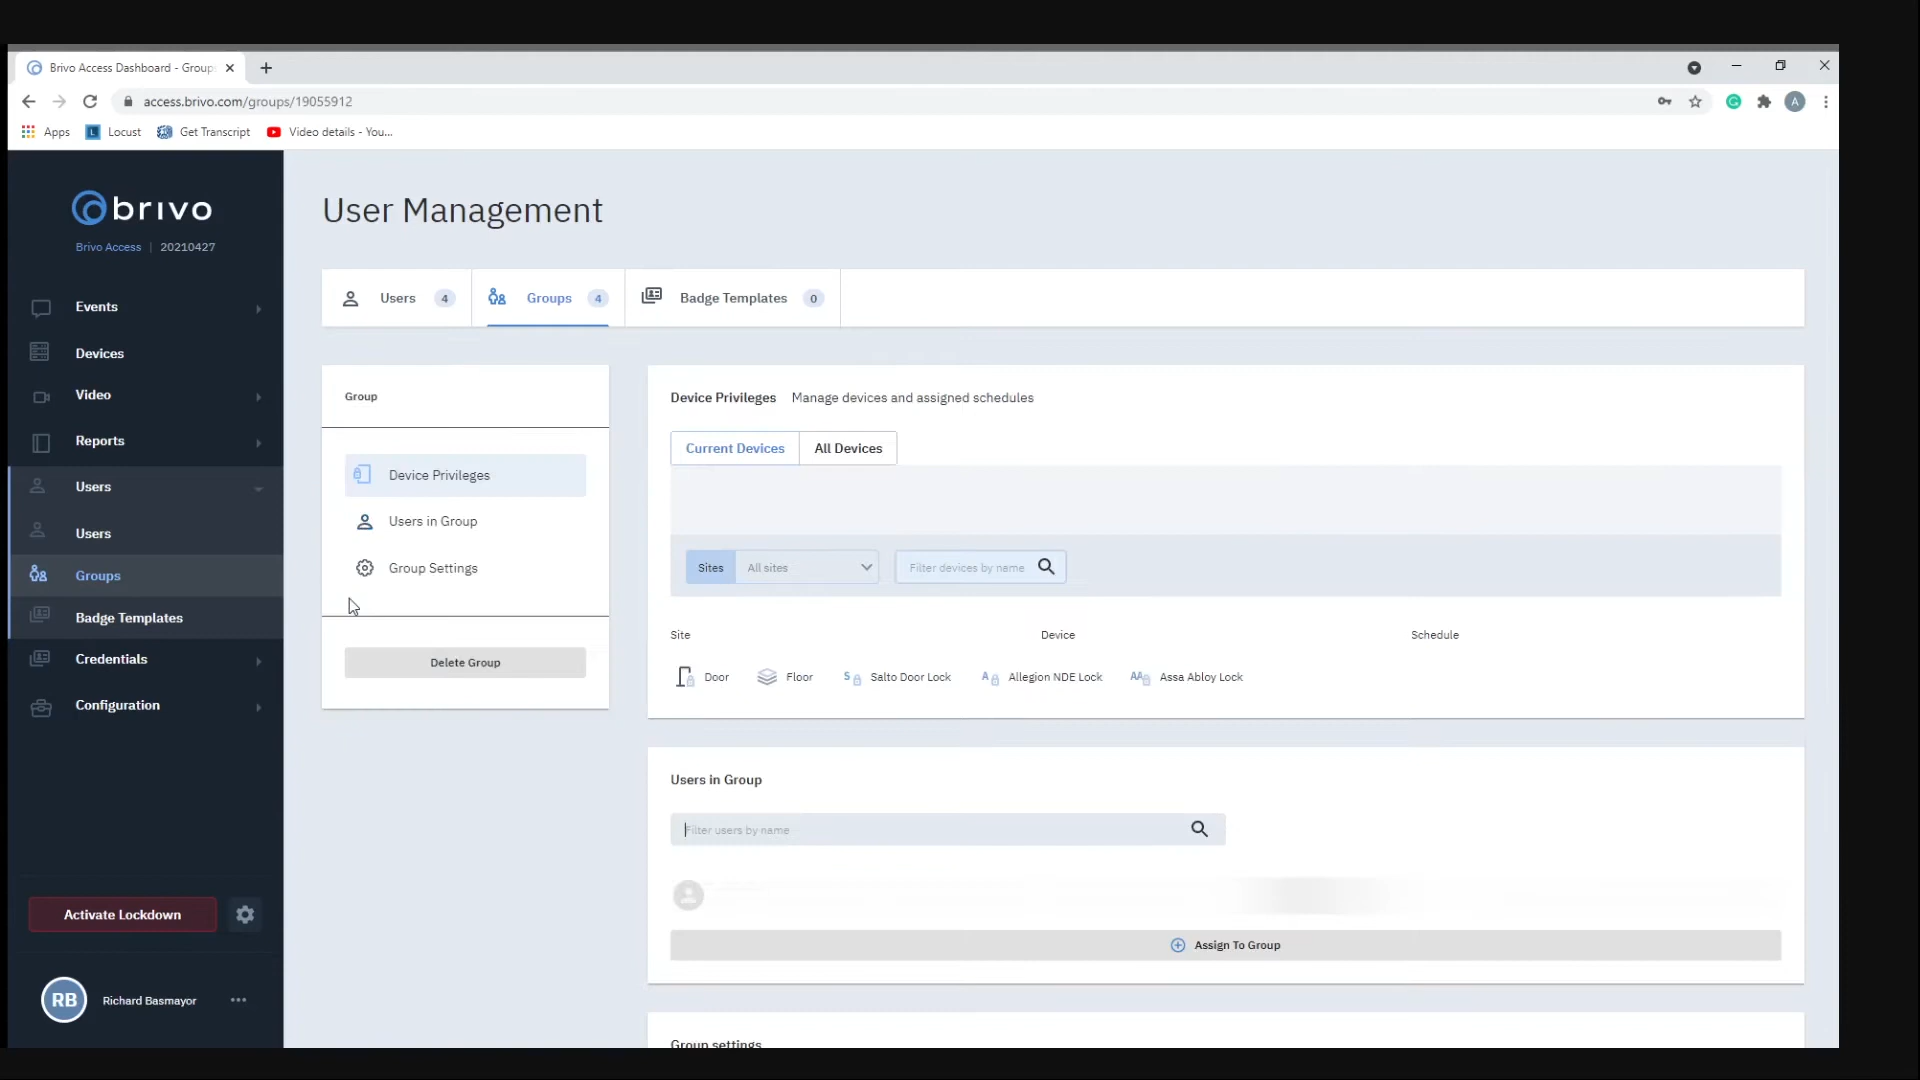 Brivo Access Dashboard - Group
access.brivo.com/groups/19055912
A
Apps
L
Locust
Get Transcript
Video details - You...
brivo
Brivo Access | 20210427
Events
Devices
Video
Reports
Users
Users
Groups
Badge Templates
Credentials
Configuration
Activate Lockdown
RB
Richard Basmayor
User Management
Users 4
Groups 4
Badge Templates 0
Group
Device Privileges
Users in Group
Group Settings
Delete Group
Device Privileges Manage devices and assigned schedules
Current Devices
All Devices
Sites All sites
Filter devices by name
Site Device Schedule
Door Floor S Salto Door Lock A Allegion NDE Lock AA Assa Abloy Lock
Users in Group
Filter users by name
Assign To Group
Group settings